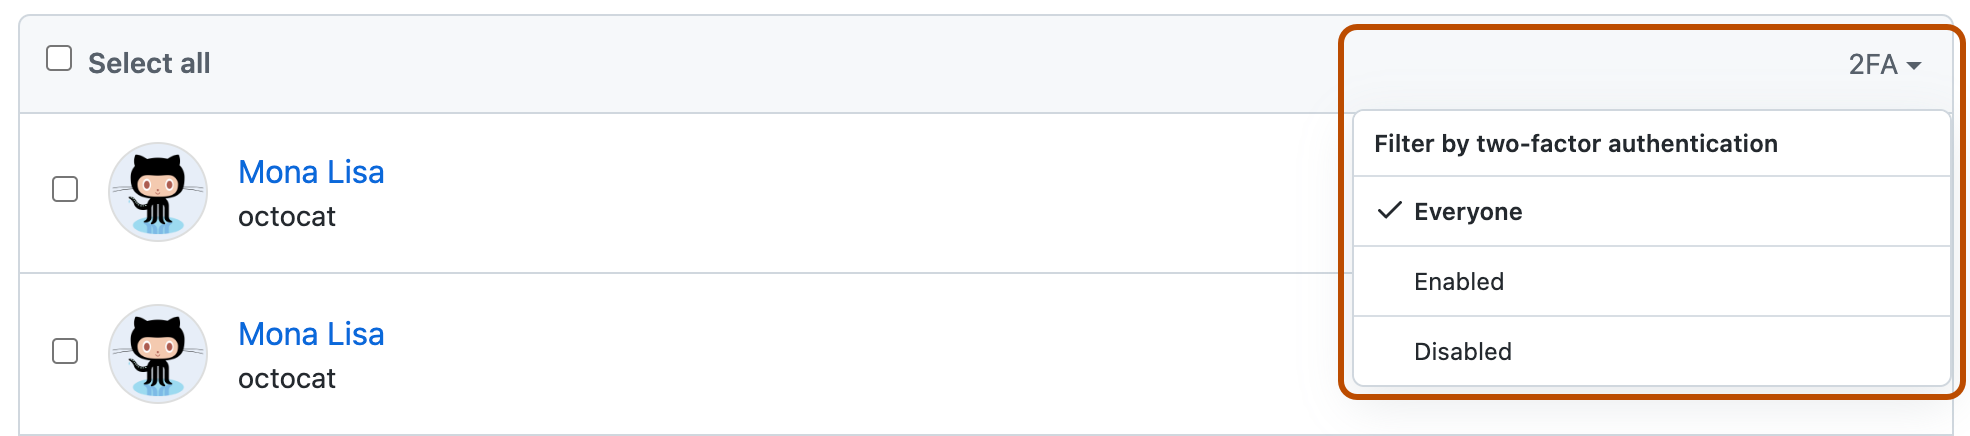 Select all
2FA
Filter by two-factor authentication
Everyone
Enabled
Disabled
Mona Lisa
octocat
Mona Lisa
octocat